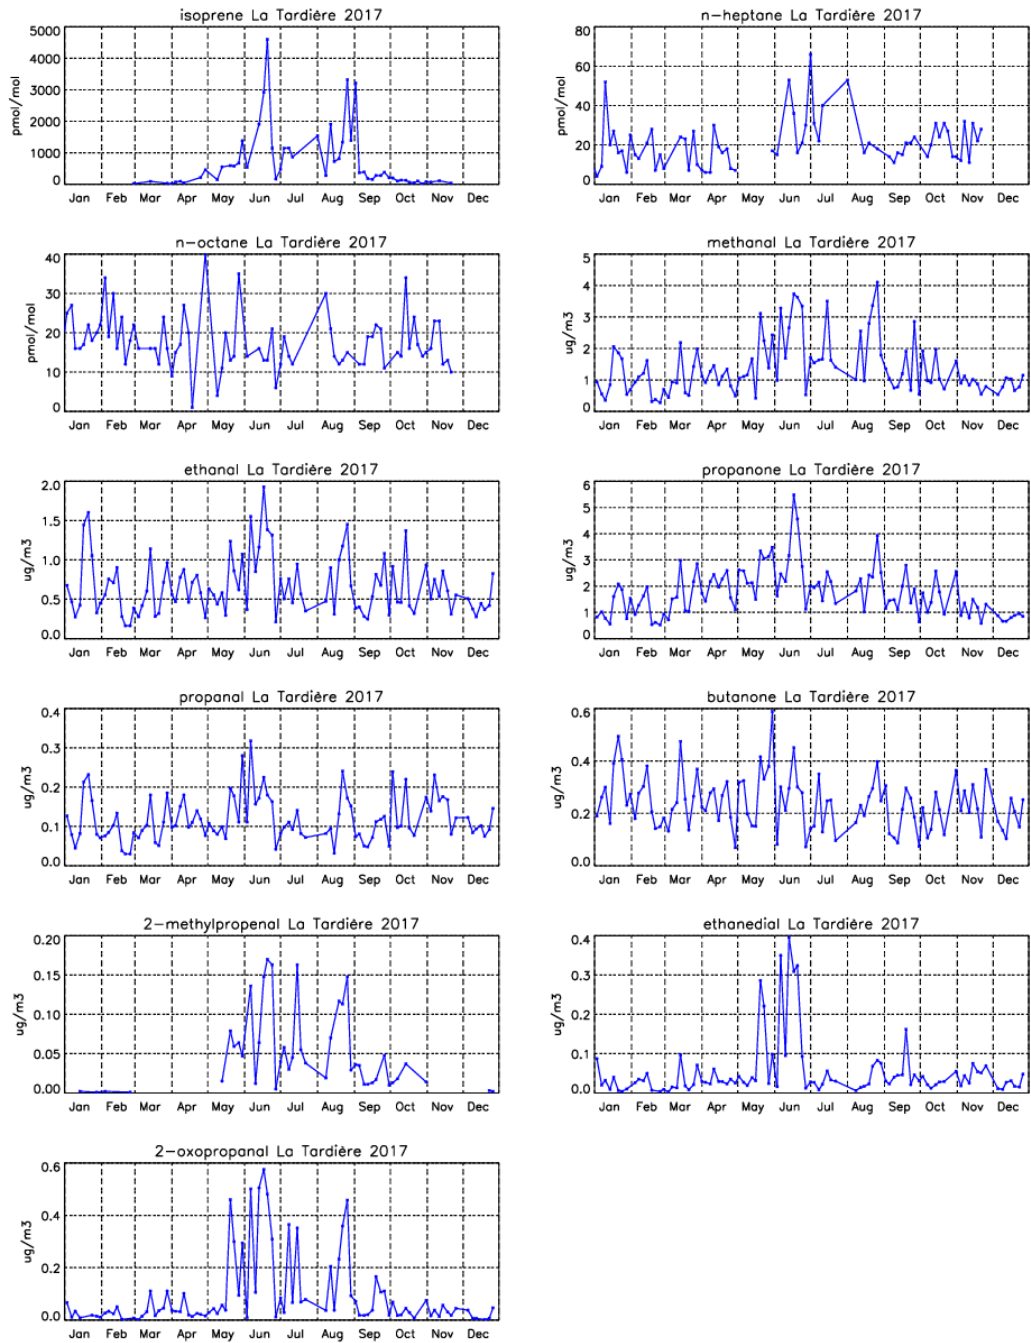 isoprene La Tardière 2017
5000
4000
3000
2000
1000
0
pmol/mol
Jan Feb Mar Apr May Jun Jul Aug Sep Oct Nov Dec
n-heptane La Tardière 2017
80
60
40
20
0
pmol/mol
Jan Feb Mar Apr May Jun Jul Aug Sep Oct Nov Dec
n-octane La Tardière 2017
40
30
20
10
0
pmol/mol
Jan Feb Mar Apr May Jun Jul Aug Sep Oct Nov Dec
methanal La Tardière 2017
5
4
3
2
1
0
ug/m3
Jan Feb Mar Apr May Jun Jul Aug Sep Oct Nov Dec
ethanal La Tardière 2017
2.0
1.5
1.0
0.5
0.0
ug/m3
Jan Feb Mar Apr May Jun Jul Aug Sep Oct Nov Dec
propanone La Tardière 2017
6
5
4
3
2
1
0
ug/m3
Jan Feb Mar Apr May Jun Jul Aug Sep Oct Nov Dec
propanal La Tardière 2017
0.4
0.3
0.2
0.1
0.0
ug/m3
Jan Feb Mar Apr May Jun Jul Aug Sep Oct Nov Dec
butanone La Tardière 2017
0.6
0.4
0.2
0.0
ug/m3
Jan Feb Mar Apr May Jun Jul Aug Sep Oct Nov Dec
2-methylpropenal La Tardière 2017
0.20
0.15
0.10
0.05
0.00
ug/m3
Jan Feb Mar Apr May Jun Jul Aug Sep Oct Nov Dec
ethanedial La Tardière 2017
0.4
0.3
0.2
0.1
0.0
ug/m3
Jan Feb Mar Apr May Jun Jul Aug Sep Oct Nov Dec
2-oxopropanal La Tardière 2017
0.6
0.4
0.2
0.0
ug/m3
Jan Feb Mar Apr May Jun Jul Aug Sep Oct Nov Dec